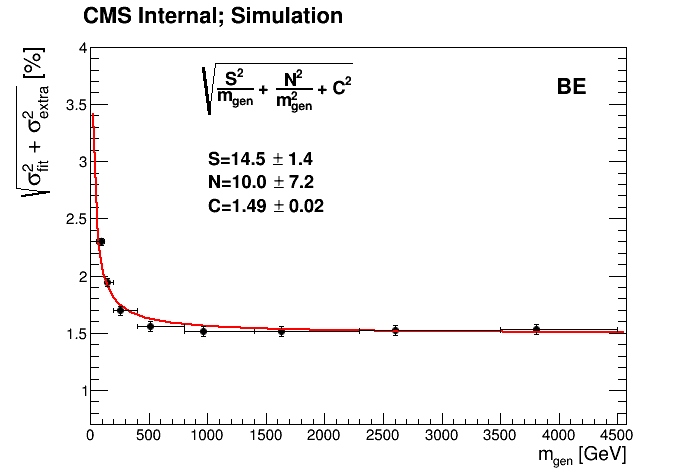 CMS Internal; Simulation
√(σ²_fit + σ²_extra) [%]
4
3.5
3
2.5
2
1.5
1
√(S²/m_gen + N²/m²_gen + C²)
BE
S=14.5 ± 1.4
N=10.0 ± 7.2
C=1.49 ± 0.02
0 500 1000 1500 2000 2500 3000 3500 4000 4500
m_gen [GeV]